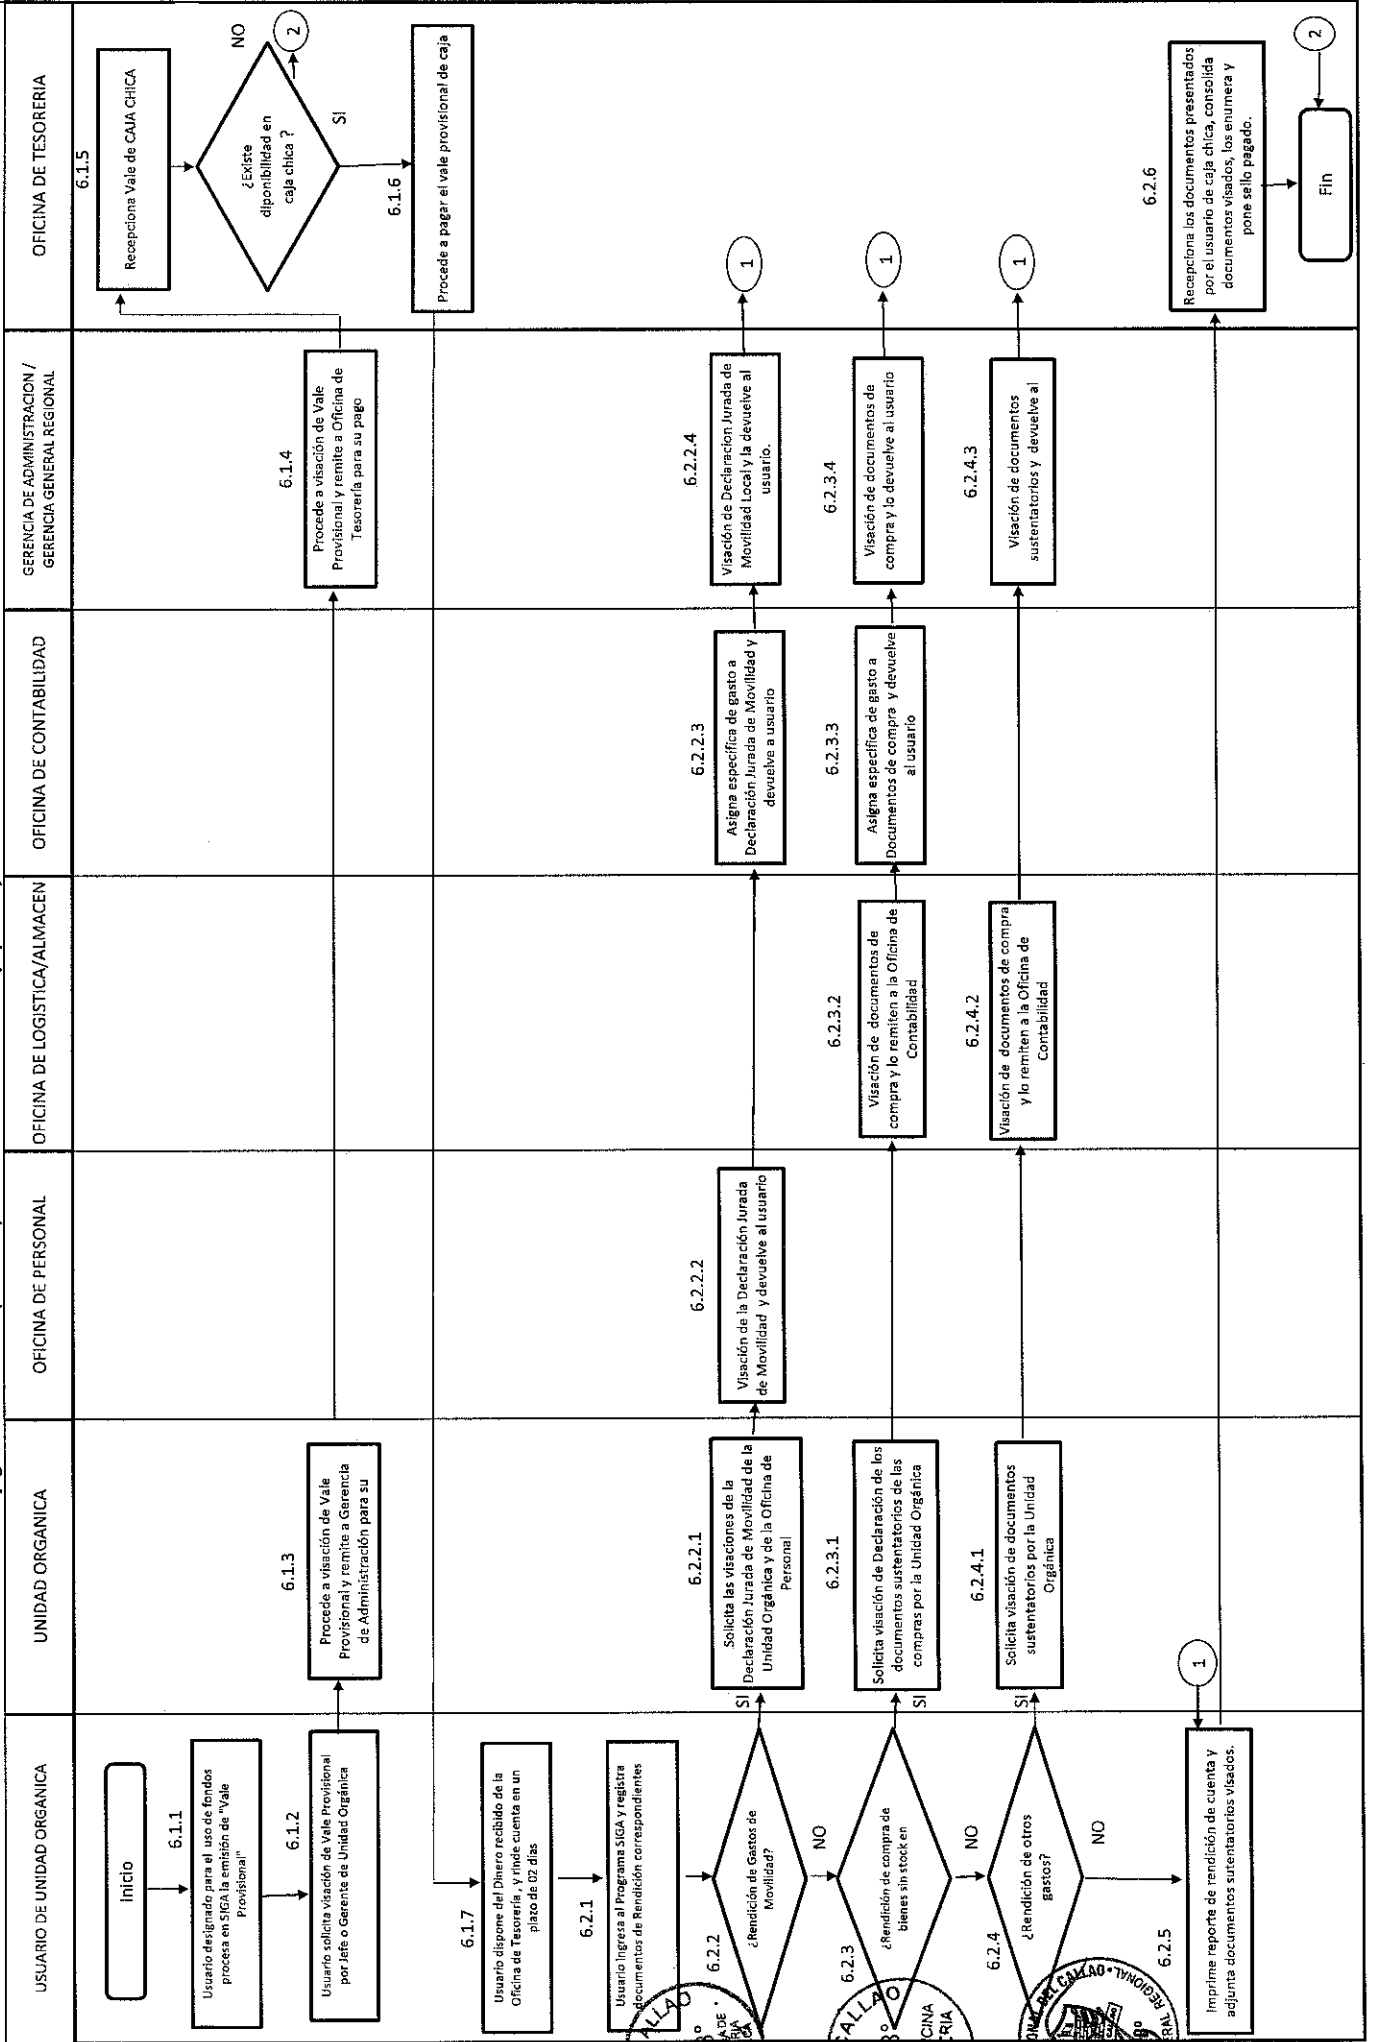 USUARIO DE UNIDAD ORGANICA
UNIDAD ORGANICA
OFICINA DE PERSONAL
OFICINA DE LOGISTICA/ALMACEN
OFICINA DE CONTABILIDAD
GERENCIA DE ADMINISTRACION /
GERENCIA GENERAL REGIONAL
OFICINA DE TESORERIA
Inicio
6.1.1
Usuario designado para el uso de fondos
procesa en SIGA la emisión de "Vale
Provisional"
6.1.2
Usuario solicita visación de Vale Provisional
por Jefe o Gerente de Unidad Orgánica
6.1.3
Procede a visación de Vale
Provisional y remite a Gerencia
de Administración para su
6.1.4
Procede a visación de Vale
Provisional y remite a Oficina de
Tesorería para su pago
6.1.5
Recepciona Vale de CAJA CHICA
¿Existe
diponibilidad en
caja chica ?
NO
2
SI
6.1.6
Procede a pagar el vale provisional de caja
6.1.7
Usuario dispone del Dinero recibido de la
Oficina de Tesorería , y rinde cuenta en un
plazo de 02 días
6.2.1
Usuario Ingresa al Programa SIGA y registra
documentos de Rendición correspondientes
6.2.2
¿Rendición de Gastos de
Movilidad?
SI
NO
6.2.2.1
Solicita las visaciones de la
Declaración Jurada de Movilidad de la
Unidad Orgánica y de la Oficina de
Personal
6.2.2.2
Visación de la Declaración Jurada
de Movilidad y devuelve al usuario
6.2.2.3
Asigna específica de gasto a
Declaración Jurada de Movilidad y
devuelve a usuario
6.2.2.4
Visación de Declaracion Jurada de
Movilidad Local y la devuelve al
usuario.
1
6.2.3
¿Rendición de compra de
bienes sin stock en
SI
NO
6.2.3.1
Solicita visación de Declaración de los
documentos sustentatorios de las
compras por la Unidad Orgánica
6.2.3.2
Visación de documentos de
compra y lo remiten a la Oficina de
Contabilidad
6.2.3.3
Asigna específica de gasto a
Documentos de compra y devuelve
al usuario
6.2.3.4
Visación de documentos de
compra y lo devuelve al usuario
1
6.2.4
¿Rendición de otros
gastos?
SI
NO
6.2.4.1
Solicita visación de documentos
sustentatorios por la Unidad
Orgánica
6.2.4.2
Visación de documentos de compra
y lo remiten a la Oficina de
Contabilidad
6.2.4.3
Visación de documentos
sustentatorios y devuelve al
1
1
6.2.5
Imprime reporte de rendición de cuenta y
adjunta documentos sutentatorios visados.
6.2.6
Recepciona los documentos presentados
por el usuario de caja chica, consolida
documentos visados, los enumera y
pone sello pagado.
2
Fin
CALLAO